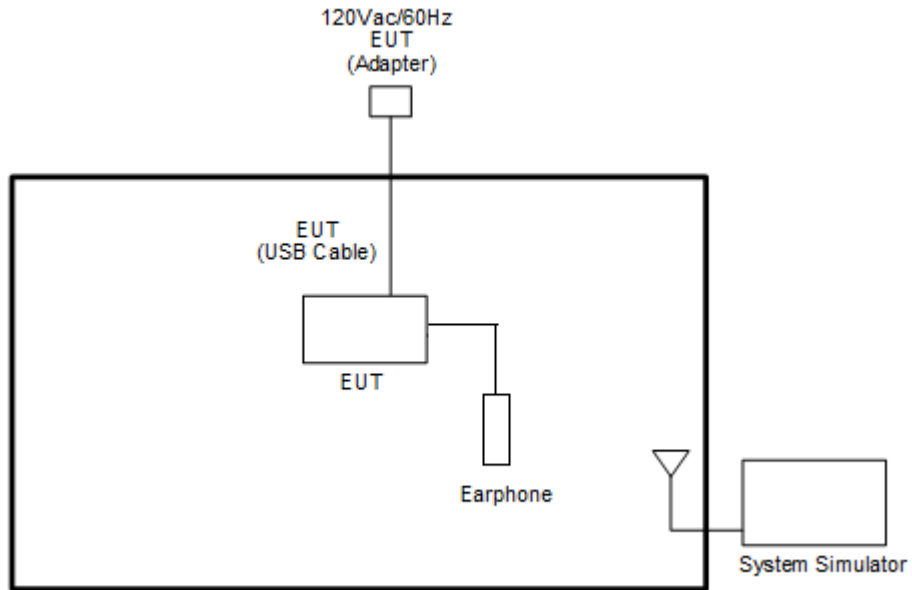 120Vac/60Hz
EUT
(Adapter)
EUT
(USB Cable)
EUT
Earphone
System Simulator